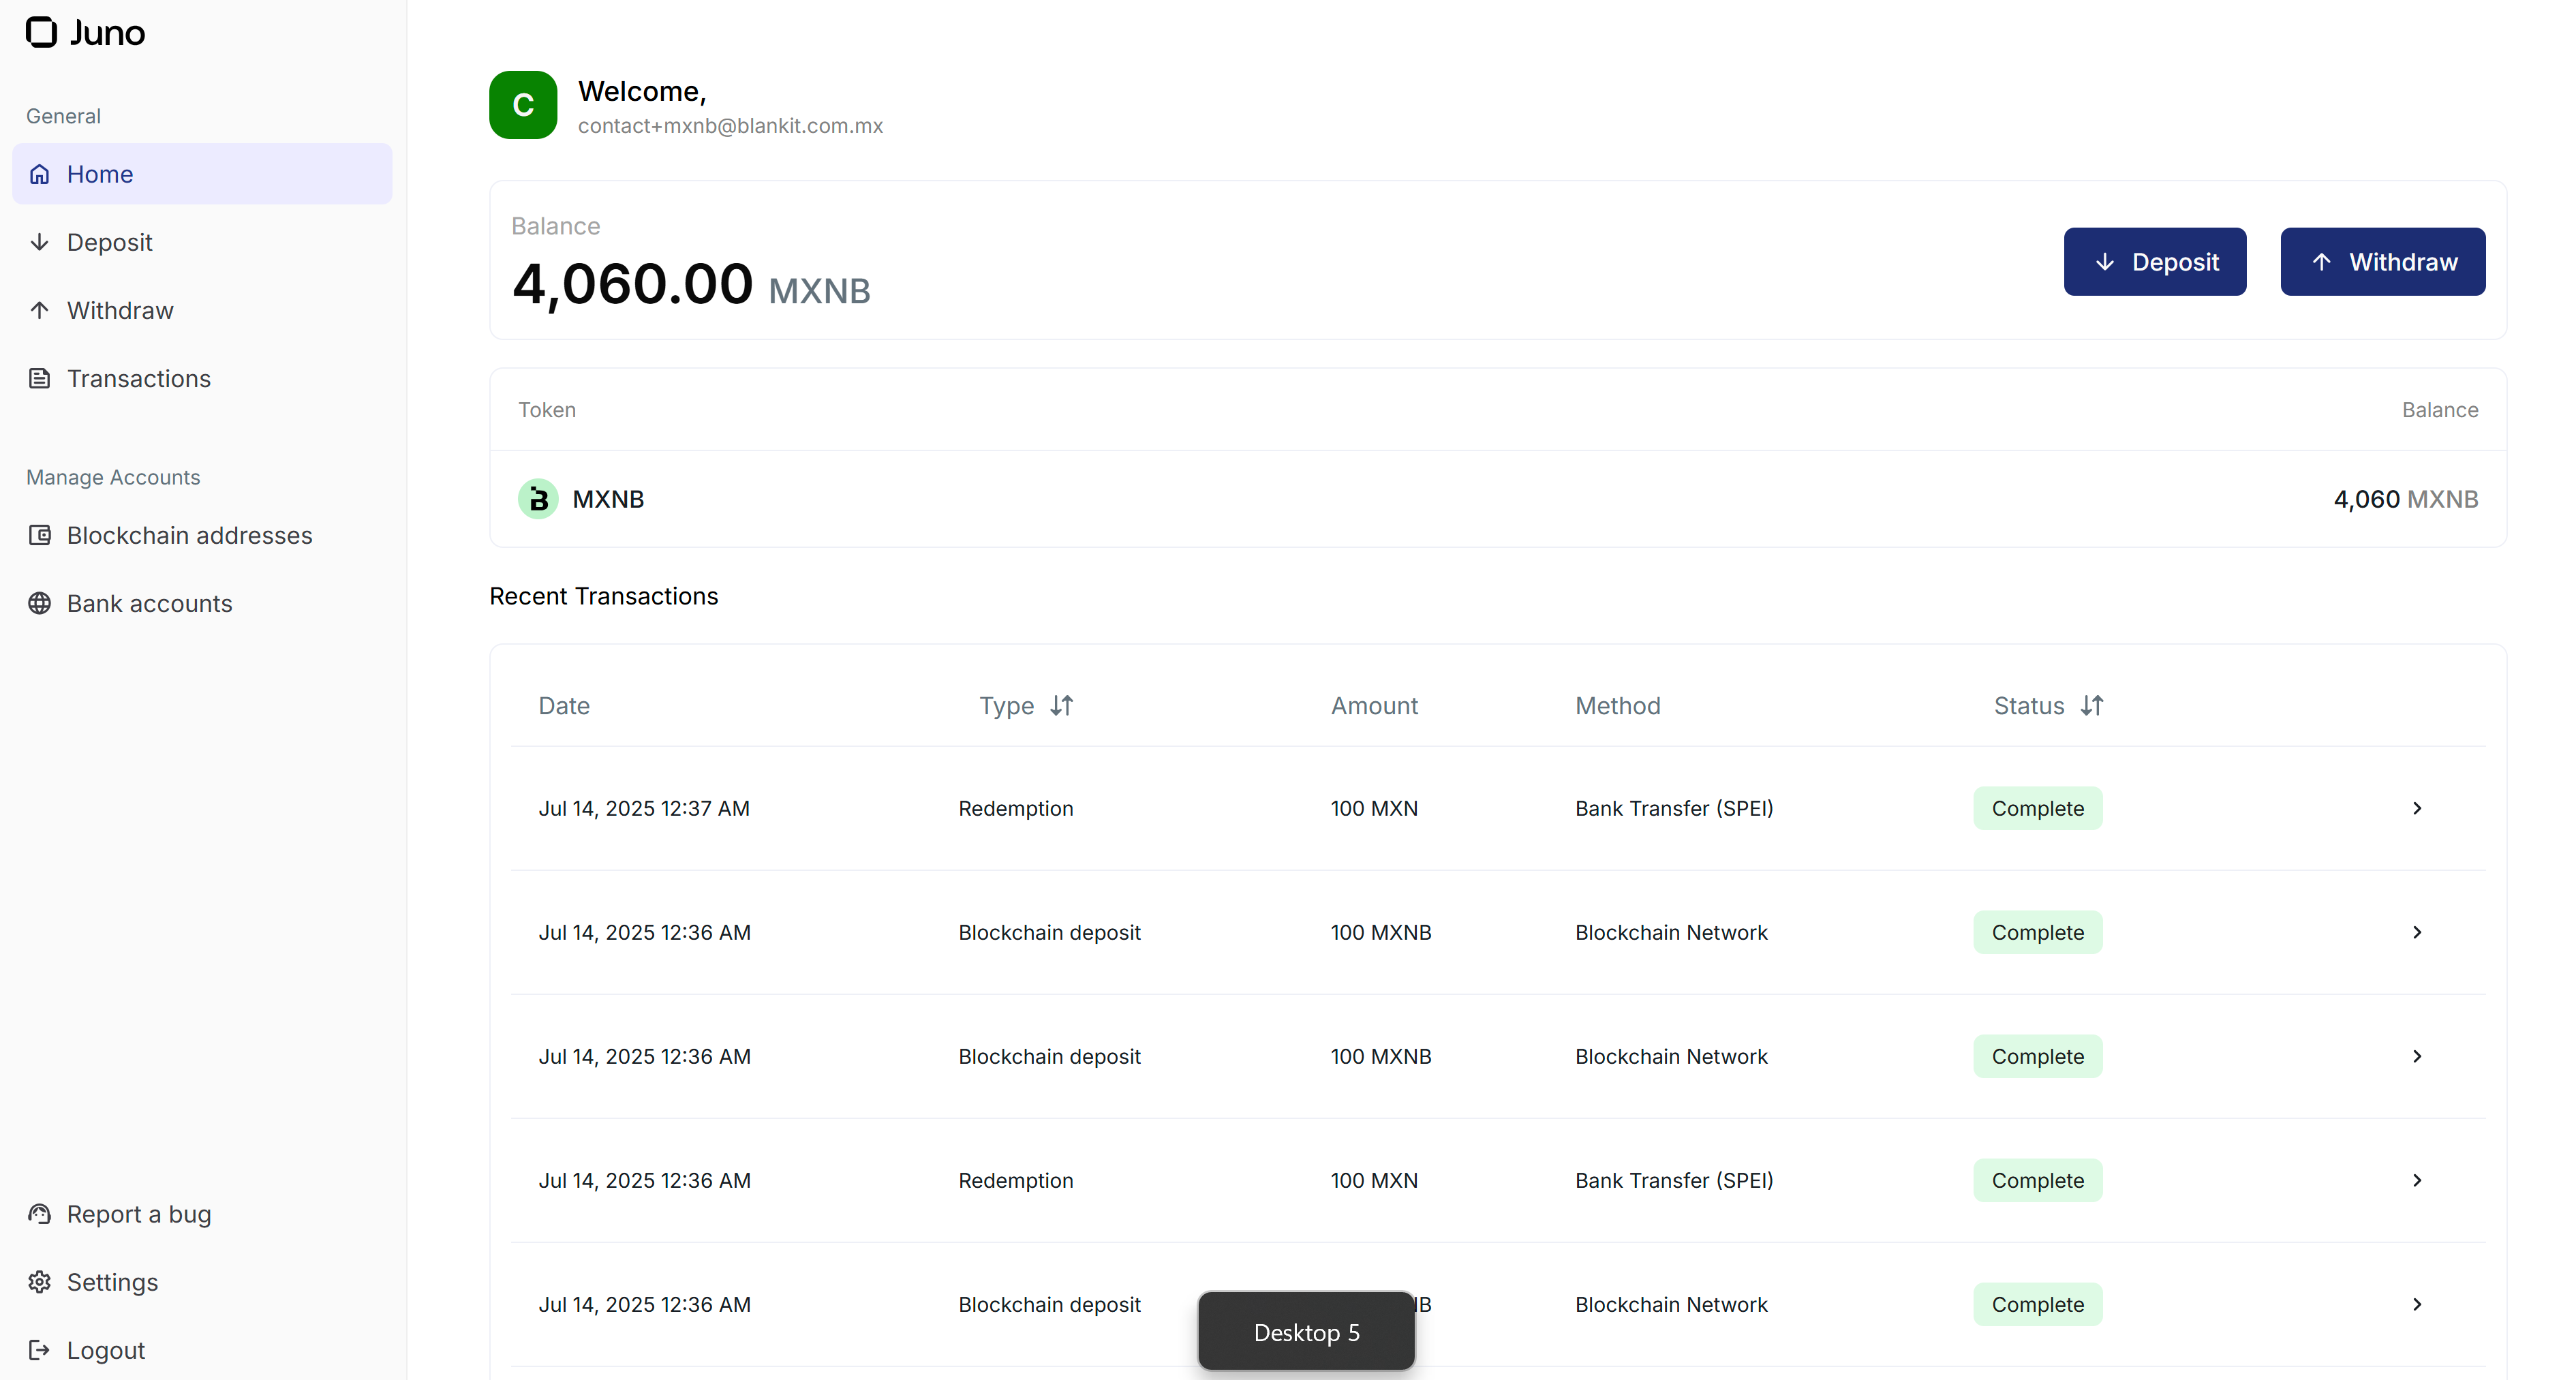 Juno
General
Home
Deposit
Withdraw
Transactions
Manage Accounts
Blockchain addresses
Bank accounts
Report a bug
Settings
Logout
C
Welcome,
contact+mxnb@blankit.com.mx
Balance
4,060.00 MXNB
Deposit
Withdraw
Token Balance
MXNB 4,060 MXNB
Recent Transactions
Date Type Amount Method Status
Jul 14, 2025 12:37 AM Redemption 100 MXN Bank Transfer (SPEI) Complete
Jul 14, 2025 12:36 AM Blockchain deposit 100 MXNB Blockchain Network Complete
Jul 14, 2025 12:36 AM Blockchain deposit 100 MXNB Blockchain Network Complete
Jul 14, 2025 12:36 AM Redemption 100 MXN Bank Transfer (SPEI) Complete
Jul 14, 2025 12:36 AM Blockchain deposit Blockchain Network Complete
Desktop 5